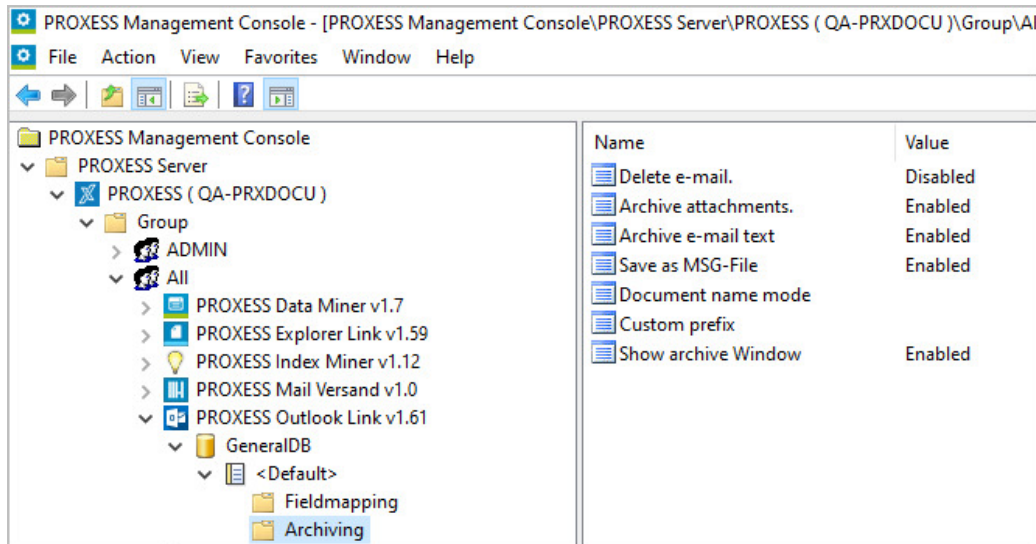 PROXESS Management Console - [PROXESS Management Console\PROXESS Server\PROXESS ( QA-PRXDOCU )\Group\Al
File Action View Favorites Window Help
PROXESS Management Console
PROXESS Server
PROXESS ( QA-PRXDOCU )
Group
ADMIN
All
PROXESS Data Miner v1.7
PROXESS Explorer Link v1.59
PROXESS Index Miner v1.12
PROXESS Mail Versand v1.0
PROXESS Outlook Link v1.61
GeneralDB
<Default>
Fieldmapping
Archiving
Name Value
Delete e-mail. Disabled
Archive attachments. Enabled
Archive e-mail text Enabled
Save as MSG-File Enabled
Document name mode
Custom prefix
Show archive Window Enabled